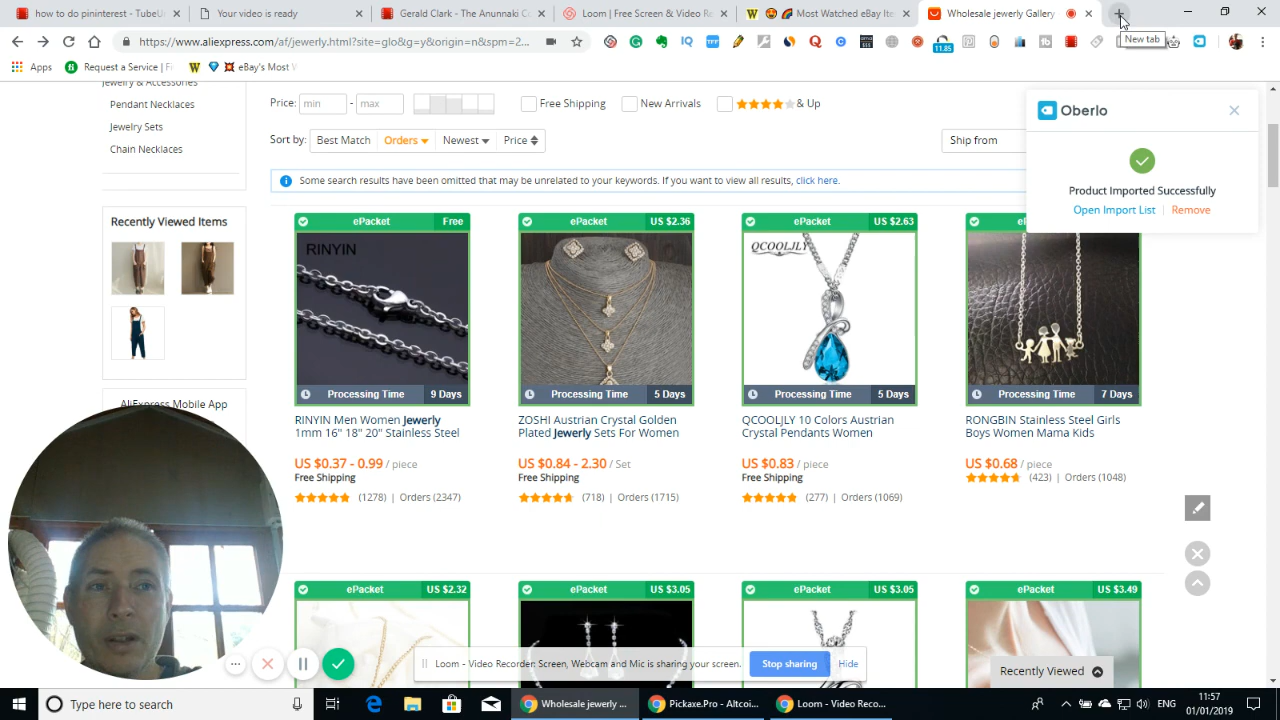 how to do pinterest - TubeU
Your video is ready
Gerald Clark - The Anunnaki C
Loom | Free Screen & Video Re
Most Watched eBay Ite
Wholesale jewerly Gallery
New tab
https://www.aliexpress.com/af/jewerly.html?site=glo&g=y&origin=n&spm=2...
11.85
Apps
Request a Service | Fi
eBay's Most W
Jewelry & Accessories
Pendant Necklaces
Jewelry Sets
Chain Necklaces
Price: min - max
Free Shipping
New Arrivals
& Up
Sort by: Best Match Orders Newest Price
Ship from
Some search results have been omitted that may be unrelated to your keywords. If you want to view all results, click here.
Oberlo
Product Imported Successfully
Open Import List | Remove
Recently Viewed Items
AliExpress Mobile App
ePacket Free
RINYIN
Processing Time 9 Days
RINYIN Men Women Jewerly
1mm 16" 18" 20" Stainless Steel
US $0.37 - 0.99 / piece
Free Shipping
(1278) | Orders (2347)
ePacket US $2.36
Processing Time 5 Days
ZOSHI Austrian Crystal Golden
Plated Jewerly Sets For Women
US $0.84 - 2.30 / Set
Free Shipping
(718) | Orders (1715)
ePacket US $2.63
QCOOLJLY
Processing Time 5 Days
QCOOLJLY 10 Colors Austrian
Crystal Pendants Women
US $0.83 / piece
Free Shipping
(277) | Orders (1069)
ePacket
Processing Time 7 Days
RONGBIN Stainless Steel Girls
Boys Women Mama Kids
US $0.68 / piece
(423) | Orders (1048)
ePacket US $2.32
ePacket US $3.05
ePacket US $3.05
ePacket US $3.49
Recently Viewed
Loom - Video Recorder: Screen, Webcam and Mic is sharing your screen.
Stop sharing
Hide
Type here to search
Wholesale jewerly ...
Pickaxe.Pro - Altcoi...
Loom - Video Reco...
ENG
11:57
01/01/2019